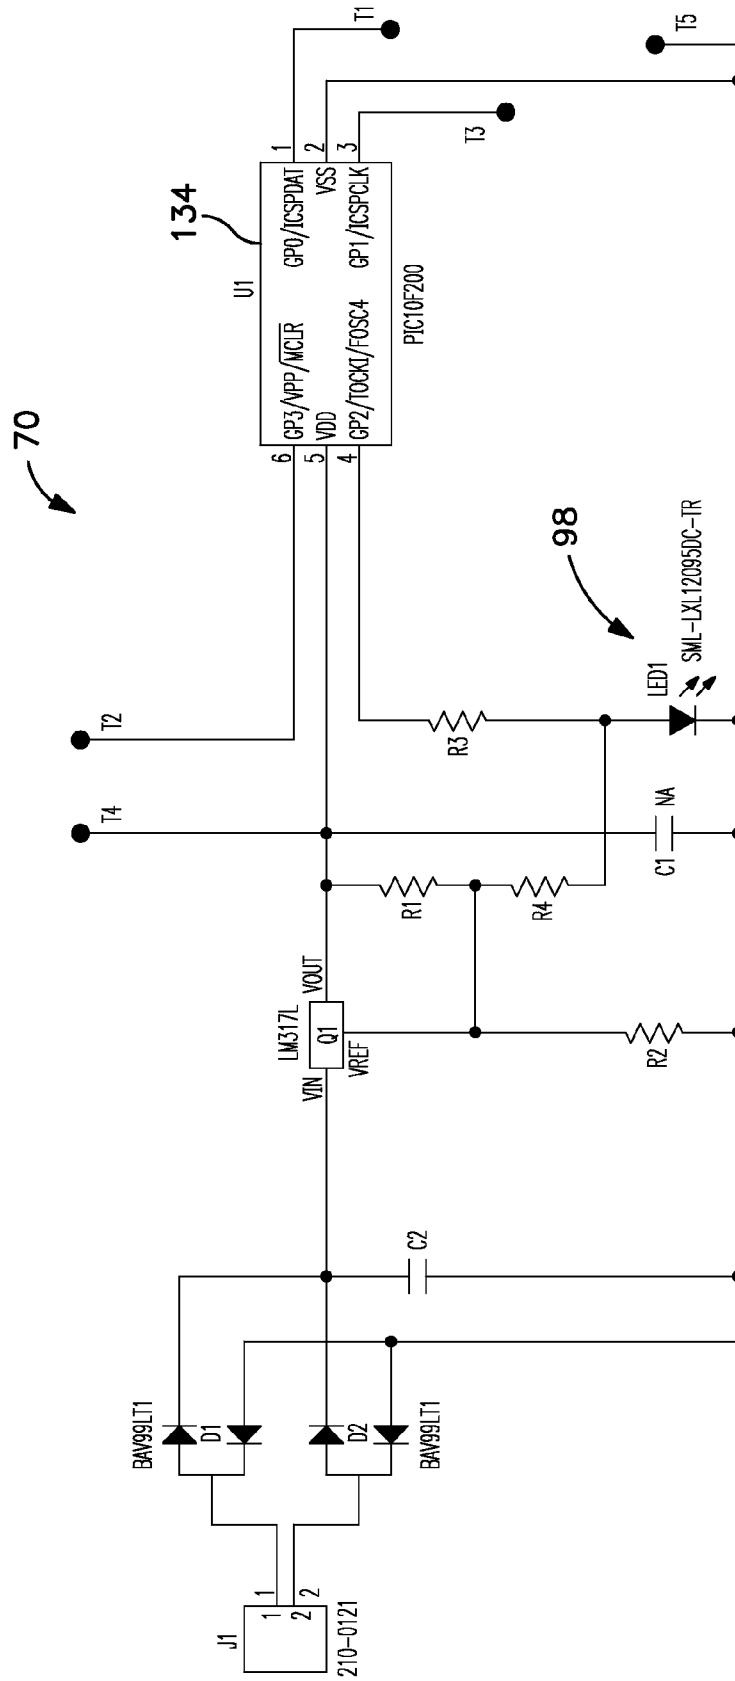 70
134
98
T1
T5
T3
T2
T4
1
2
3
6
5
4
U1
GP0/ICSPDAT
VSS
GP1/ICSPCLK
GP3/VPP/MCLR
VDD
GP2/TOCKI/FOSC4
PIC10F200
LED1
SML-LXL12095DC-TR
R3
C1
NA
R1
R4
LM317L
VOUT
Q1
VIN
VREF
R2
C2
BAV99LT1
D1
D2
BAV99LT1
J1
1
1
2
2
210-0121